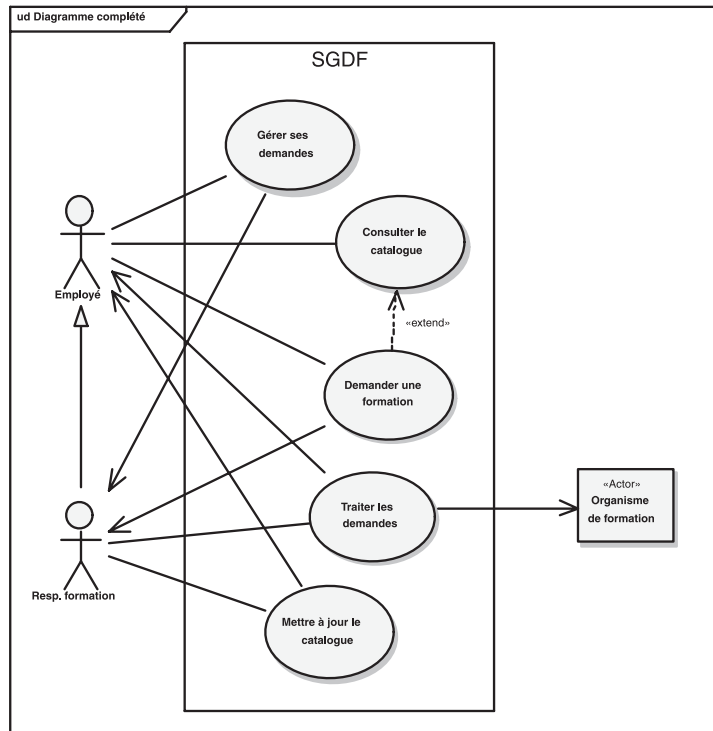 ud Diagramme complété
SGDF
Gérer ses
demandes
Consulter le
catalogue
Employé
«extend»
Demander une
formation
Traiter les
demandes
«Actor»
Organisme
de formation
Resp. formation
Mettre à jour le
catalogue